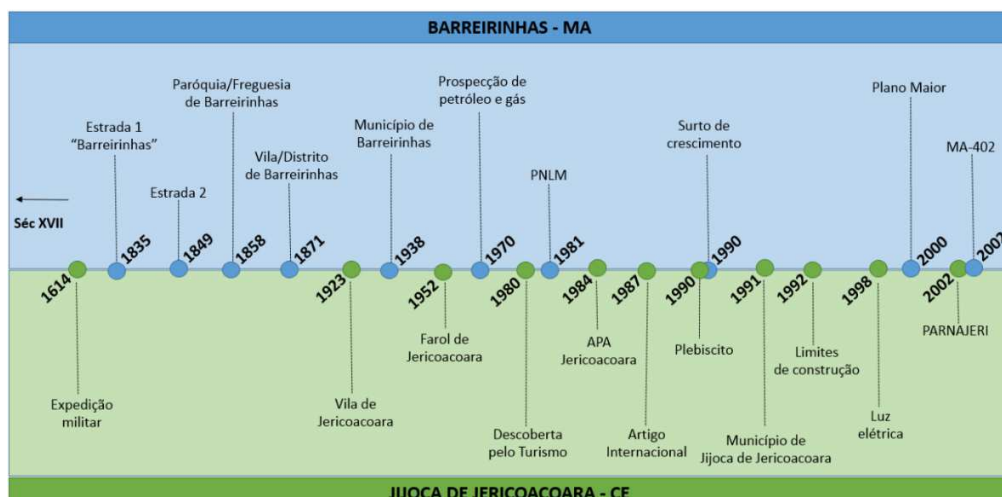 BARREIRINHAS - MA
Paróquia/Freguesia
de Barreirinhas
Prospecção de
petróleo e gás
Plano Maior
Estrada 1
"Barreirinhas"
Município de
Barreirinhas
Surto de
crescimento
Vila/Distrito
de Barreirinhas
MA-402
PNLM
Estrada 2
Séc XVII
1835
1849
1858
1871
1938
1970
1981
1990
2000
2002
1614
1923
1952
1980
1984
1987
1990
1991
1992
1998
2002
PARNAJERI
Farol de
Jericoacoara
APA
Jericoacoara
Plebiscito
Limites
de construção
Expedição
militar
Vila de
Jericoacoara
Descoberta
pelo Turismo
Artigo
Internacional
Município de
Jijoca de Jericoacoara
Luz
elétrica
JIJOCA DE JERICOACOARA - CE